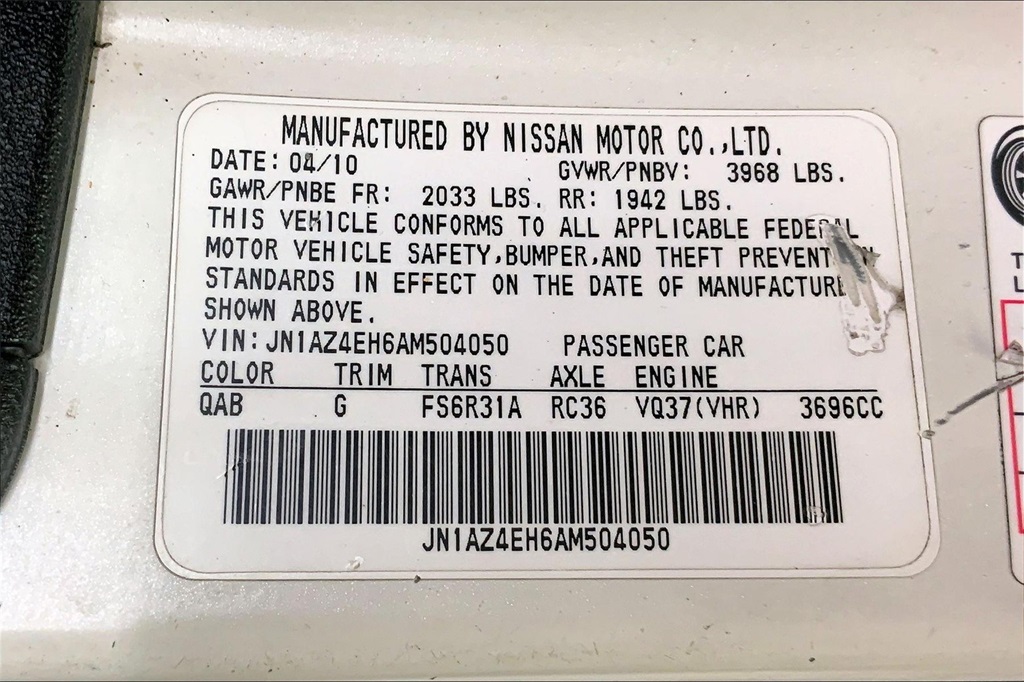 MANUFACTURED BY NISSAN MOTOR CO.,LTD.
DATE: 04/10 GVWR/PNBV: 3968 LBS.
GAWR/PNBE FR: 2033 LBS. RR: 1942 LBS.
THIS VEHICLE CONFORMS TO ALL APPLICABLE FEDERAL
MOTOR VEHICLE SAFETY,BUMPER,AND THEFT PREVENTION
STANDARDS IN EFFECT ON THE DATE OF MANUFACTURE
SHOWN ABOVE.
VIN: JN1AZ4EH6AM504050 PASSENGER CAR
COLOR TRIM TRANS AXLE ENGINE
QAB G FS6R31A RC36 VQ37(VHR) 3696CC
JN1AZ4EH6AM504050